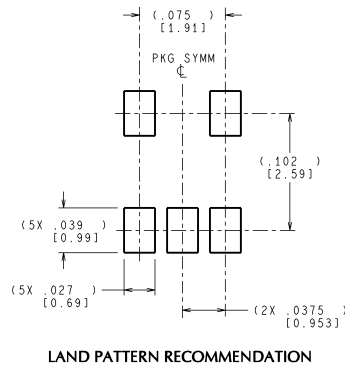 (.075 )
[1.91]
PKG SYMM
℄
(.102 )
[2.59]
(5X .039 )
[0.99]
(5X .027 )
[0.69]
(2X .0375 )
[0.953]
LAND PATTERN RECOMMENDATION